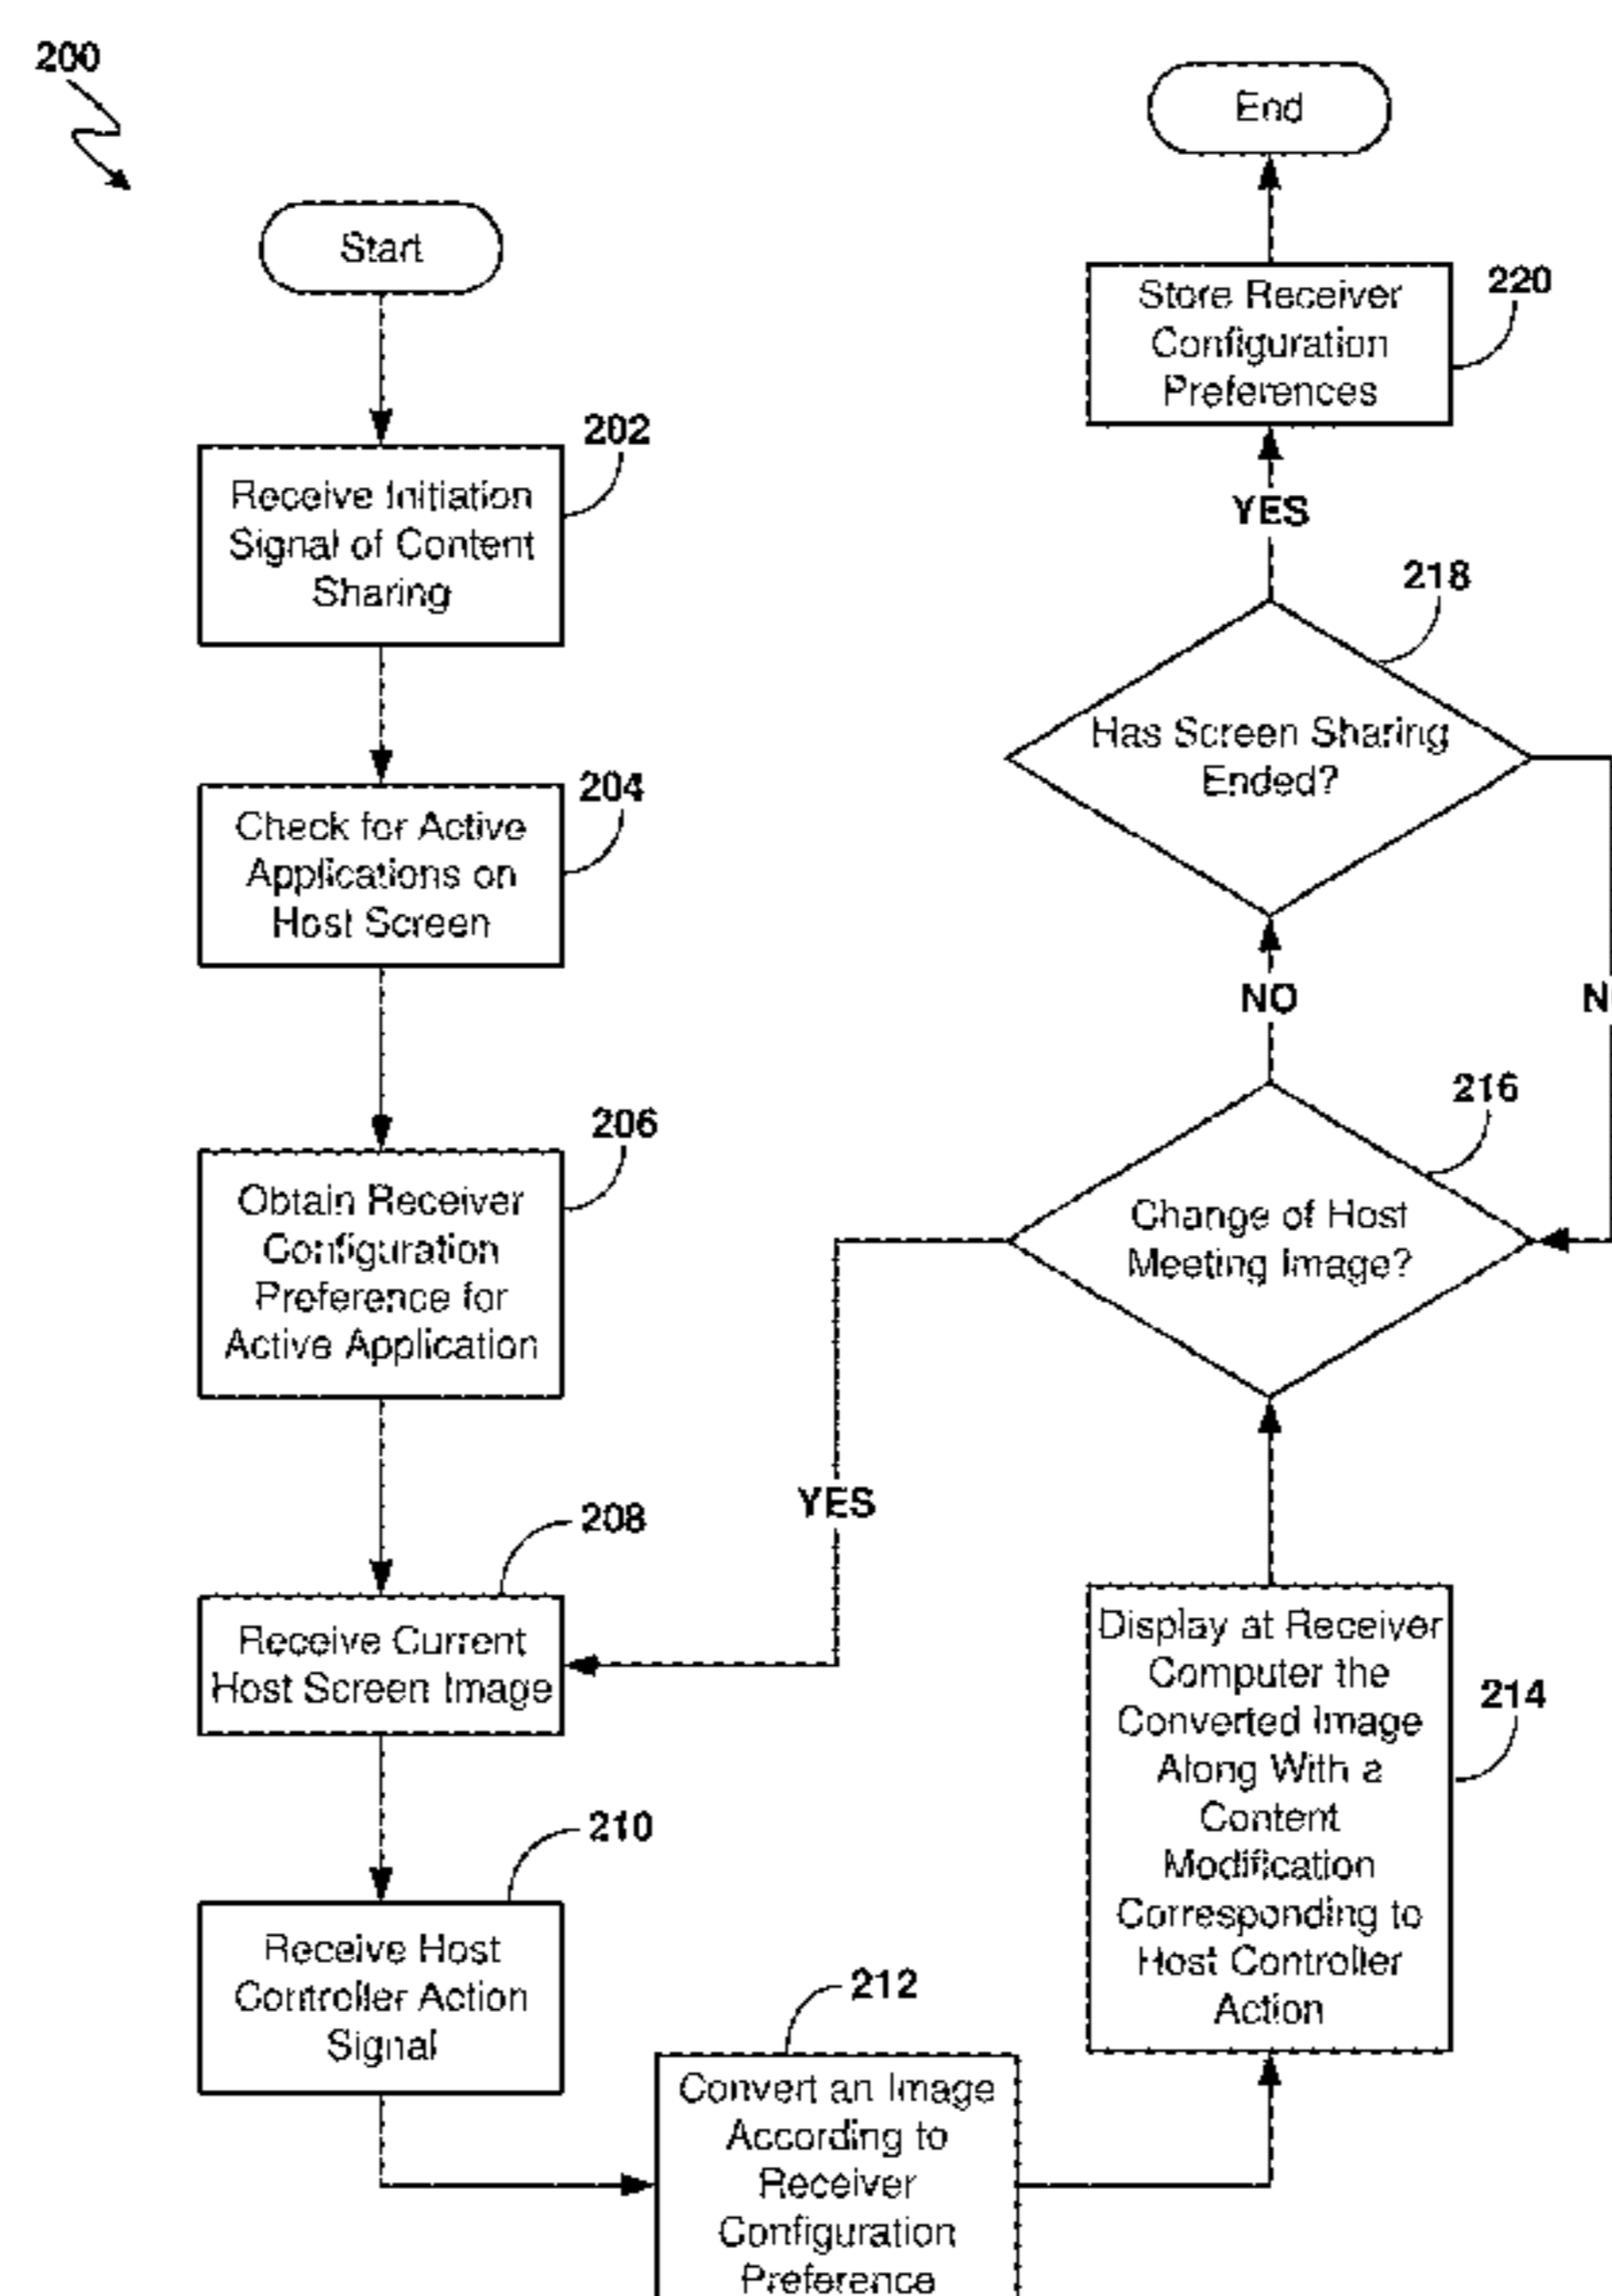 200
Start
202
Receive Initiation
Signal of Content
Sharing
204
Check for Active
Applications on
Host Screen
206
Obtain Receiver
Configuration
Preference for
Active Application
208
Receive Current
Host Screen Image
210
Receive Host
Controller Action
Signal
212
Convert an Image
According to
Receiver
Configuration
Preference
214
Display at Receiver
Computer the
Converted Image
Along With a
Content
Modification
Corresponding to
Host Controller
Action
216
Change of Host
Meeting Image?
YES
NO
218
Has Screen Sharing
Ended?
YES
220
Store Receiver
Configuration
Preferences
End